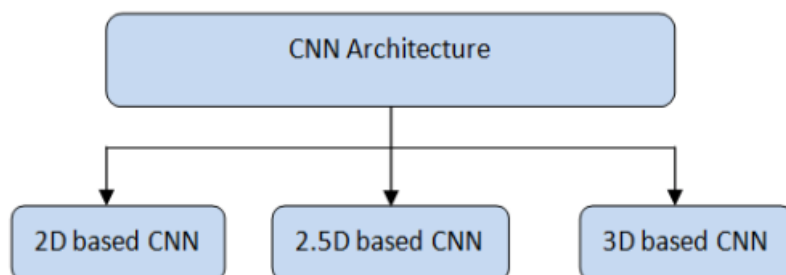 CNN Architecture
2D based CNN
2.5D based CNN
3D based CNN